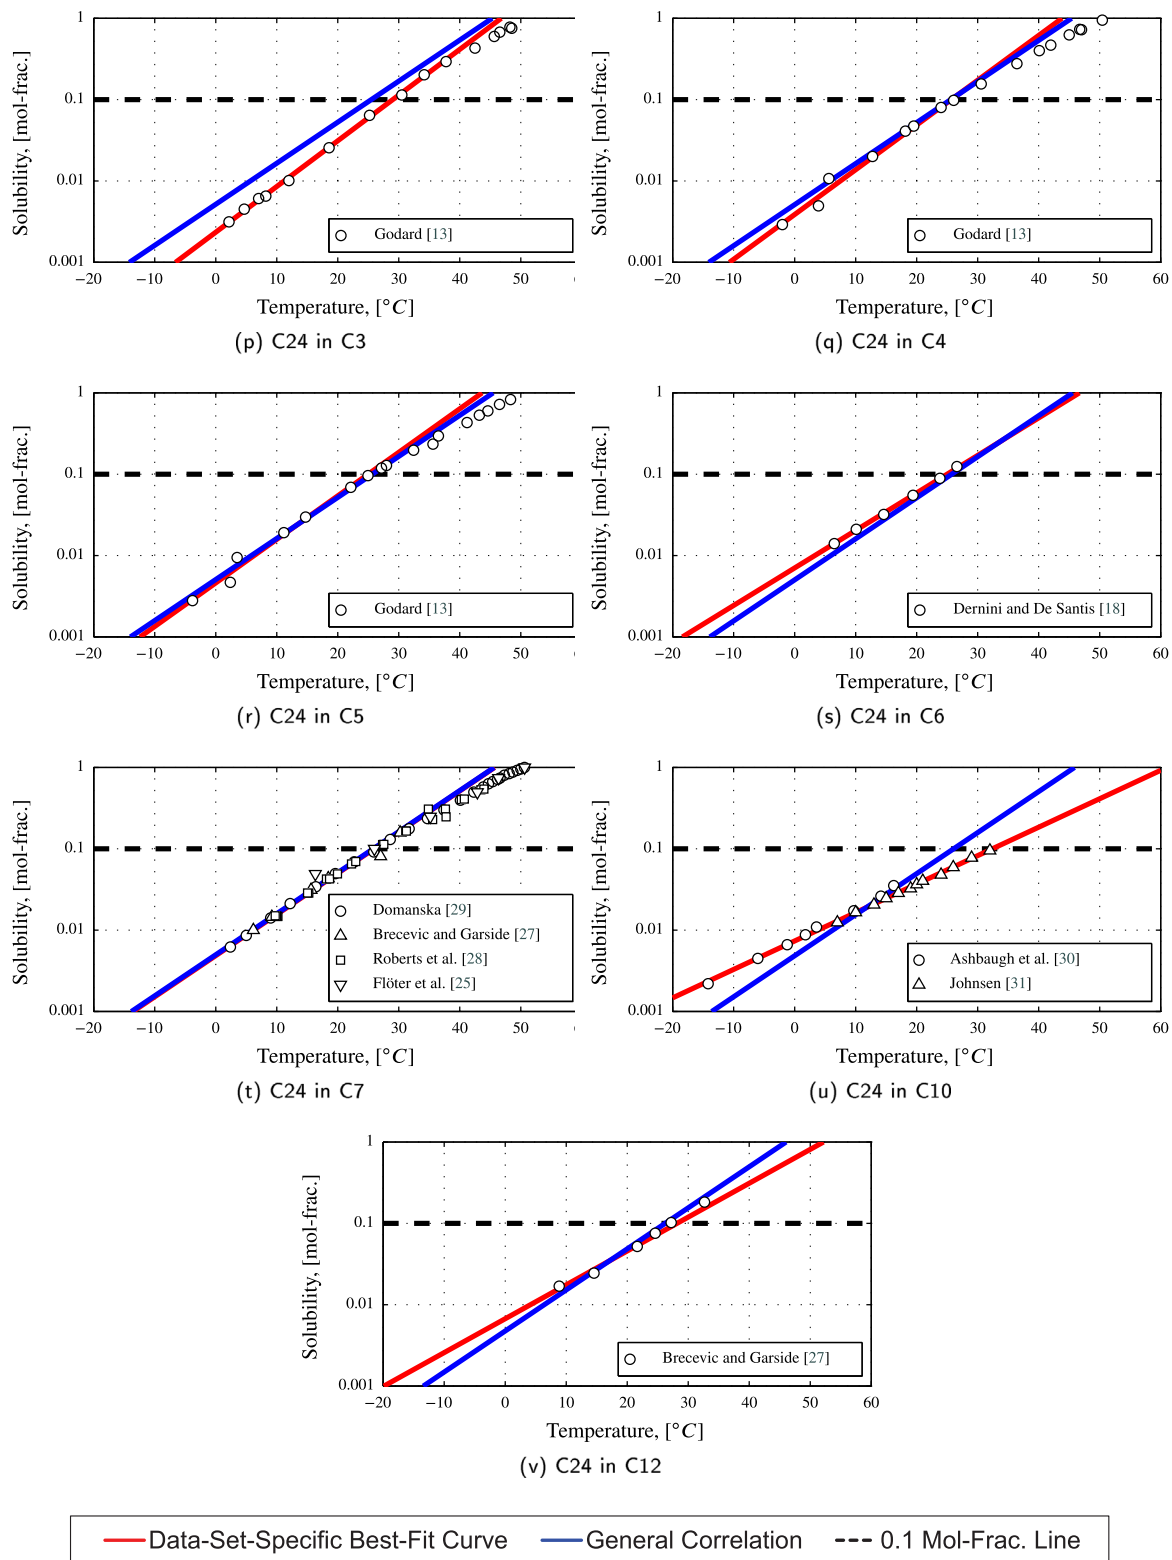 Solubility, [mol-frac.]
1
0.1
0.01
0.001
Godard [13]
−20 −10 0 10 20 30 40 50
Temperature, [°C]
(p) C24 in C3
Solubility, [mol-frac.]
1
0.1
0.01
0.001
Godard [13]
−20 −10 0 10 20 30 40 50 60
Temperature, [°C]
(q) C24 in C4
Solubility, [mol-frac.]
1
0.1
0.01
0.001
Godard [13]
−20 −10 0 10 20 30 40 50
Temperature, [°C]
(r) C24 in C5
Solubility, [mol-frac.]
1
0.1
0.01
0.001
Dernini and De Santis [18]
−20 −10 0 10 20 30 40 50 60
Temperature, [°C]
(s) C24 in C6
Solubility, [mol-frac.]
1
0.1
0.01
0.001
Domanska [29]
Brecevic and Garside [27]
Roberts et al. [28]
Flöter et al. [25]
−20 −10 0 10 20 30 40 50
Temperature, [°C]
(t) C24 in C7
Solubility, [mol-frac.]
1
0.1
0.01
0.001
Ashbaugh et al. [30]
Johnsen [31]
−20 −10 0 10 20 30 40 50 60
Temperature, [°C]
(u) C24 in C10
Solubility, [mol-frac.]
1
0.1
0.01
0.001
Brecevic and Garside [27]
−20 −10 0 10 20 30 40 50 60
Temperature, [°C]
(v) C24 in C12
Data-Set-Specific Best-Fit Curve General Correlation 0.1 Mol-Frac. Line